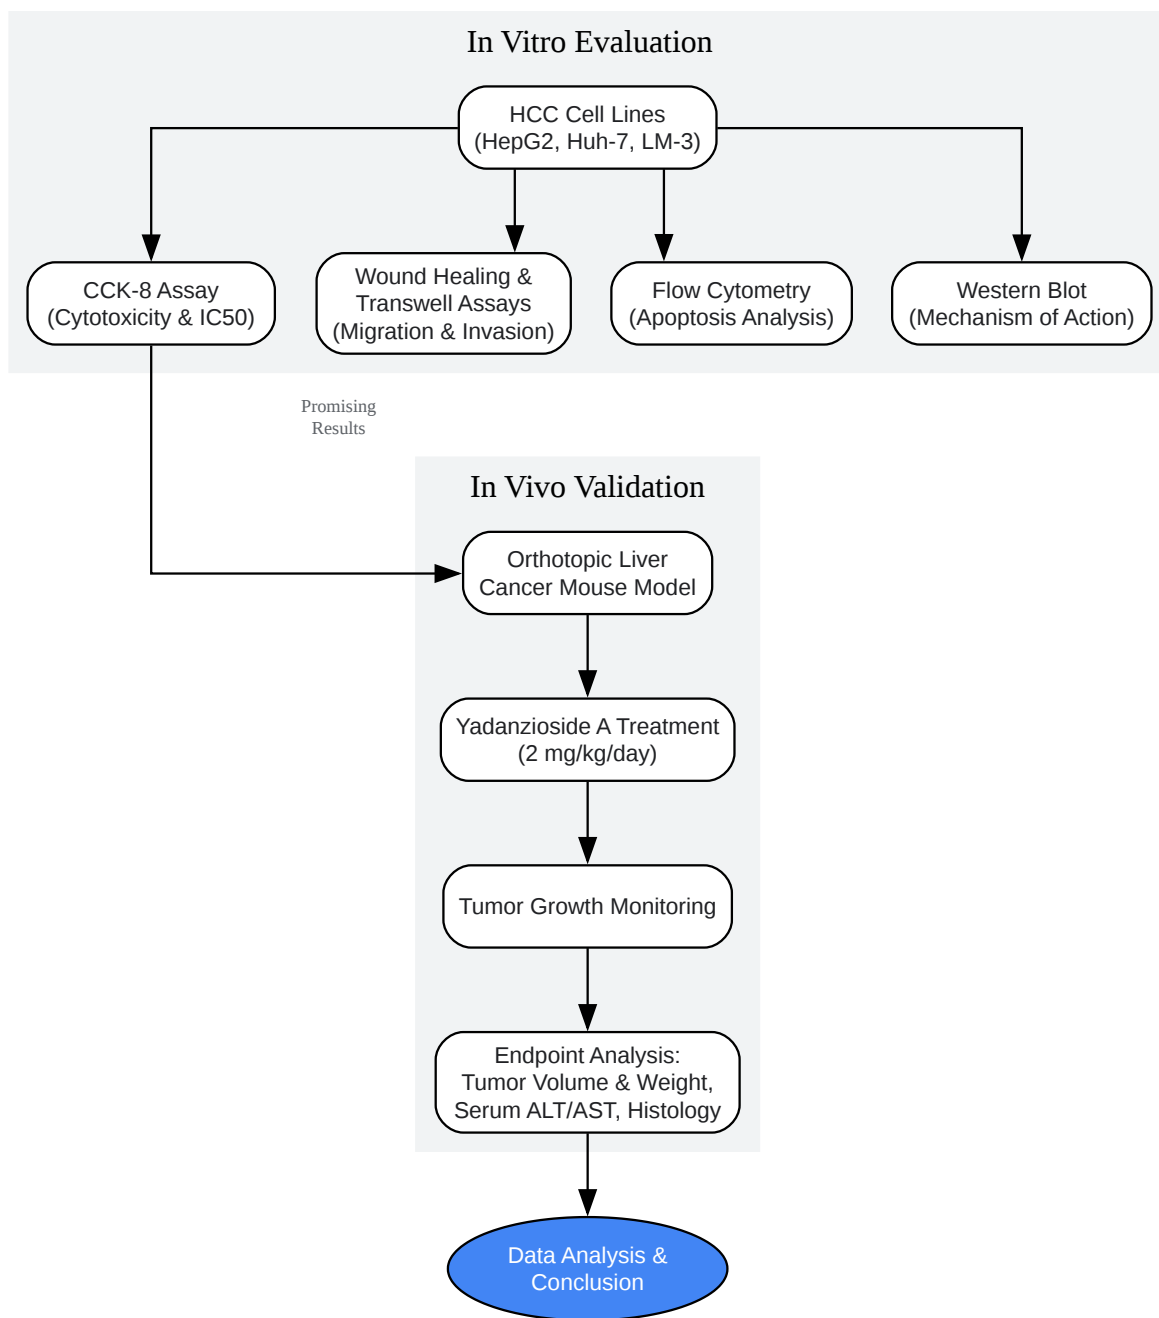 In Vitro Evaluation
HCC Cell Lines
(HepG2, Huh-7, LM-3)
CCK-8 Assay
(Cytotoxicity & IC50)
Wound Healing &
Transwell Assays
(Migration & Invasion)
Flow Cytometry
(Apoptosis Analysis)
Western Blot
(Mechanism of Action)
Promising
Results
In Vivo Validation
Orthotopic Liver
Cancer Mouse Model
Yadanzioside A Treatment
(2 mg/kg/day)
Tumor Growth Monitoring
Endpoint Analysis:
Tumor Volume & Weight,
Serum ALT/AST, Histology
Data Analysis &
Conclusion